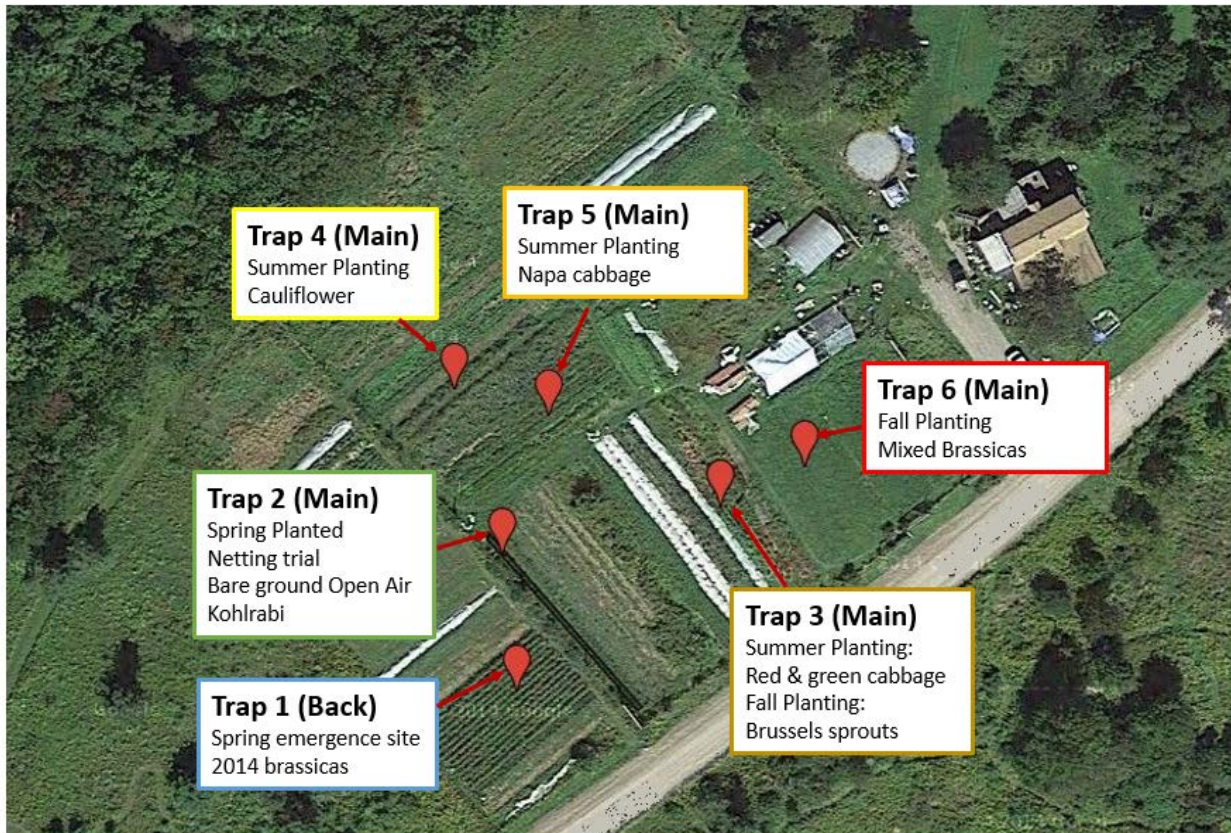 Trap 4 (Main)
Summer Planting
Cauliflower
Trap 5 (Main)
Summer Planting
Napa cabbage
Trap 6 (Main)
Fall Planting
Mixed Brassicas
Trap 2 (Main)
Spring Planted
Netting trial
Bare ground Open Air
Kohlrabi
Trap 3 (Main)
Summer Planting:
Red & green cabbage
Fall Planting:
Brussels sprouts
Trap 1 (Back)
Spring emergence site
2014 brassicas